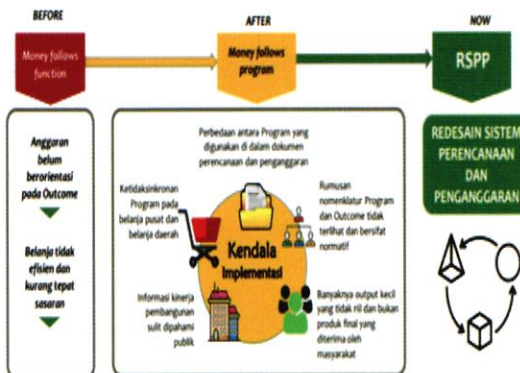 BEFORE
AFTER
NOW
Money follows
function
Money follows
program
RSPP
Anggaran
belum
berorientasi
pada Outcome
Belanja tidak
efisien dan
kurang tepat
sasaran
Perbedaan antara Program yang
digunakan di dalam dokumen
perencanaan dan penganggaran
Ketidaksinkronan
Program pada
belanja pusat dan
belanja daerah
Rumusan
nomenklatur Program
dan Outcome tidak
terlihat dan bersifat
normatif
Kendala
Implementasi
Informasi kinerja
pembangunan
sulit dipahami
publik
Banyaknya output kecil
yang tidak riil dan bukan
produk final yang
diterima oleh
masyarakat
REDESAIN SISTEM
PERENCANAAN
DAN
PENGANGGARAN